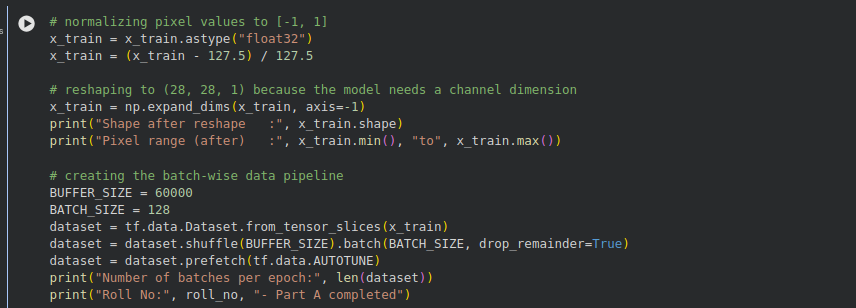 # normalizing pixel values to [-1, 1]
x_train = x_train.astype("float32")
x_train = (x_train - 127.5) / 127.5

# reshaping to (28, 28, 1) because the model needs a channel dimension
x_train = np.expand_dims(x_train, axis=-1)
print("Shape after reshape   :", x_train.shape)
print("Pixel range (after)   :", x_train.min(), "to", x_train.max())

# creating the batch-wise data pipeline
BUFFER_SIZE = 60000
BATCH_SIZE = 128
dataset = tf.data.Dataset.from_tensor_slices(x_train)
dataset = dataset.shuffle(BUFFER_SIZE).batch(BATCH_SIZE, drop_remainder=True)
dataset = dataset.prefetch(tf.data.AUTOTUNE)
print("Number of batches per epoch:", len(dataset))
print("Roll No:", roll_no, "- Part A completed")